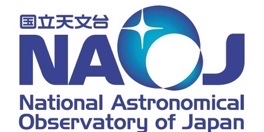 国立天文台
NAOJ
National Astronomical
Observatory of Japan